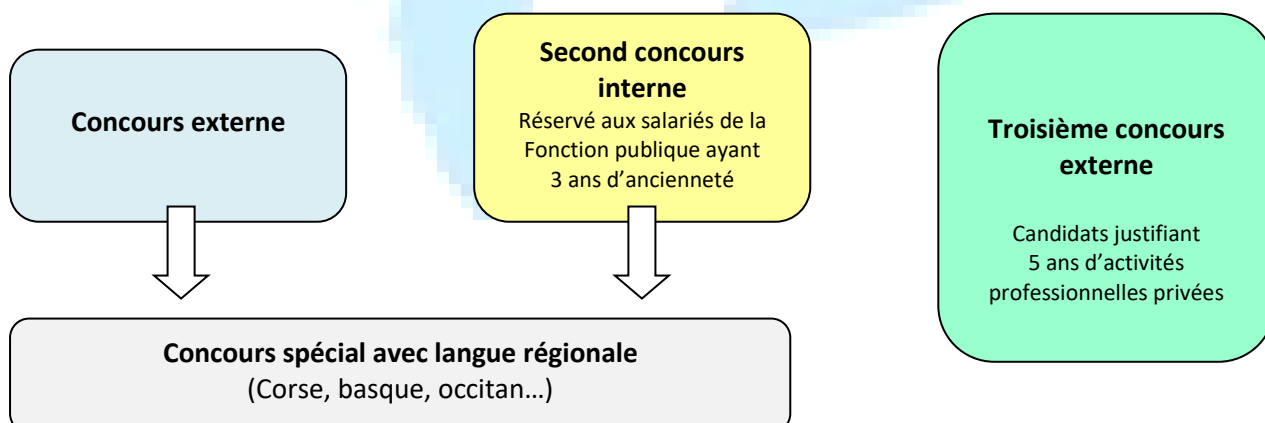 Concours externe
Second concours
interne
Réservé aux salariés de la
Fonction publique ayant
3 ans d’ancienneté
Troisième concours
externe
Candidats justifiant
5 ans d’activités
professionnelles privées
Concours spécial avec langue régionale
(Corse, basque, occitan…)